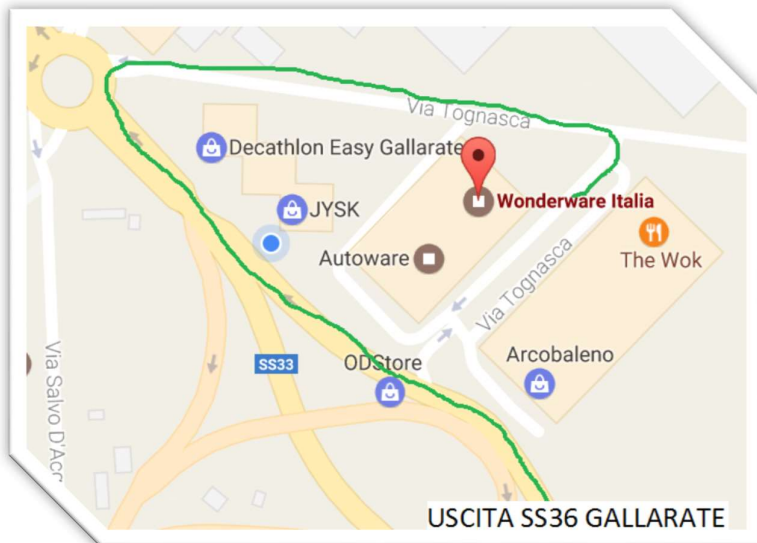 Via Tognasca
Decathlon Easy Gallarate
JYSK
Wonderware Italia
Autoware
The Wok
Via Tognasca
SS33
ODStore
Arcobaleno
Via Salvo D'Acc
USCITA SS36 GALLARATE